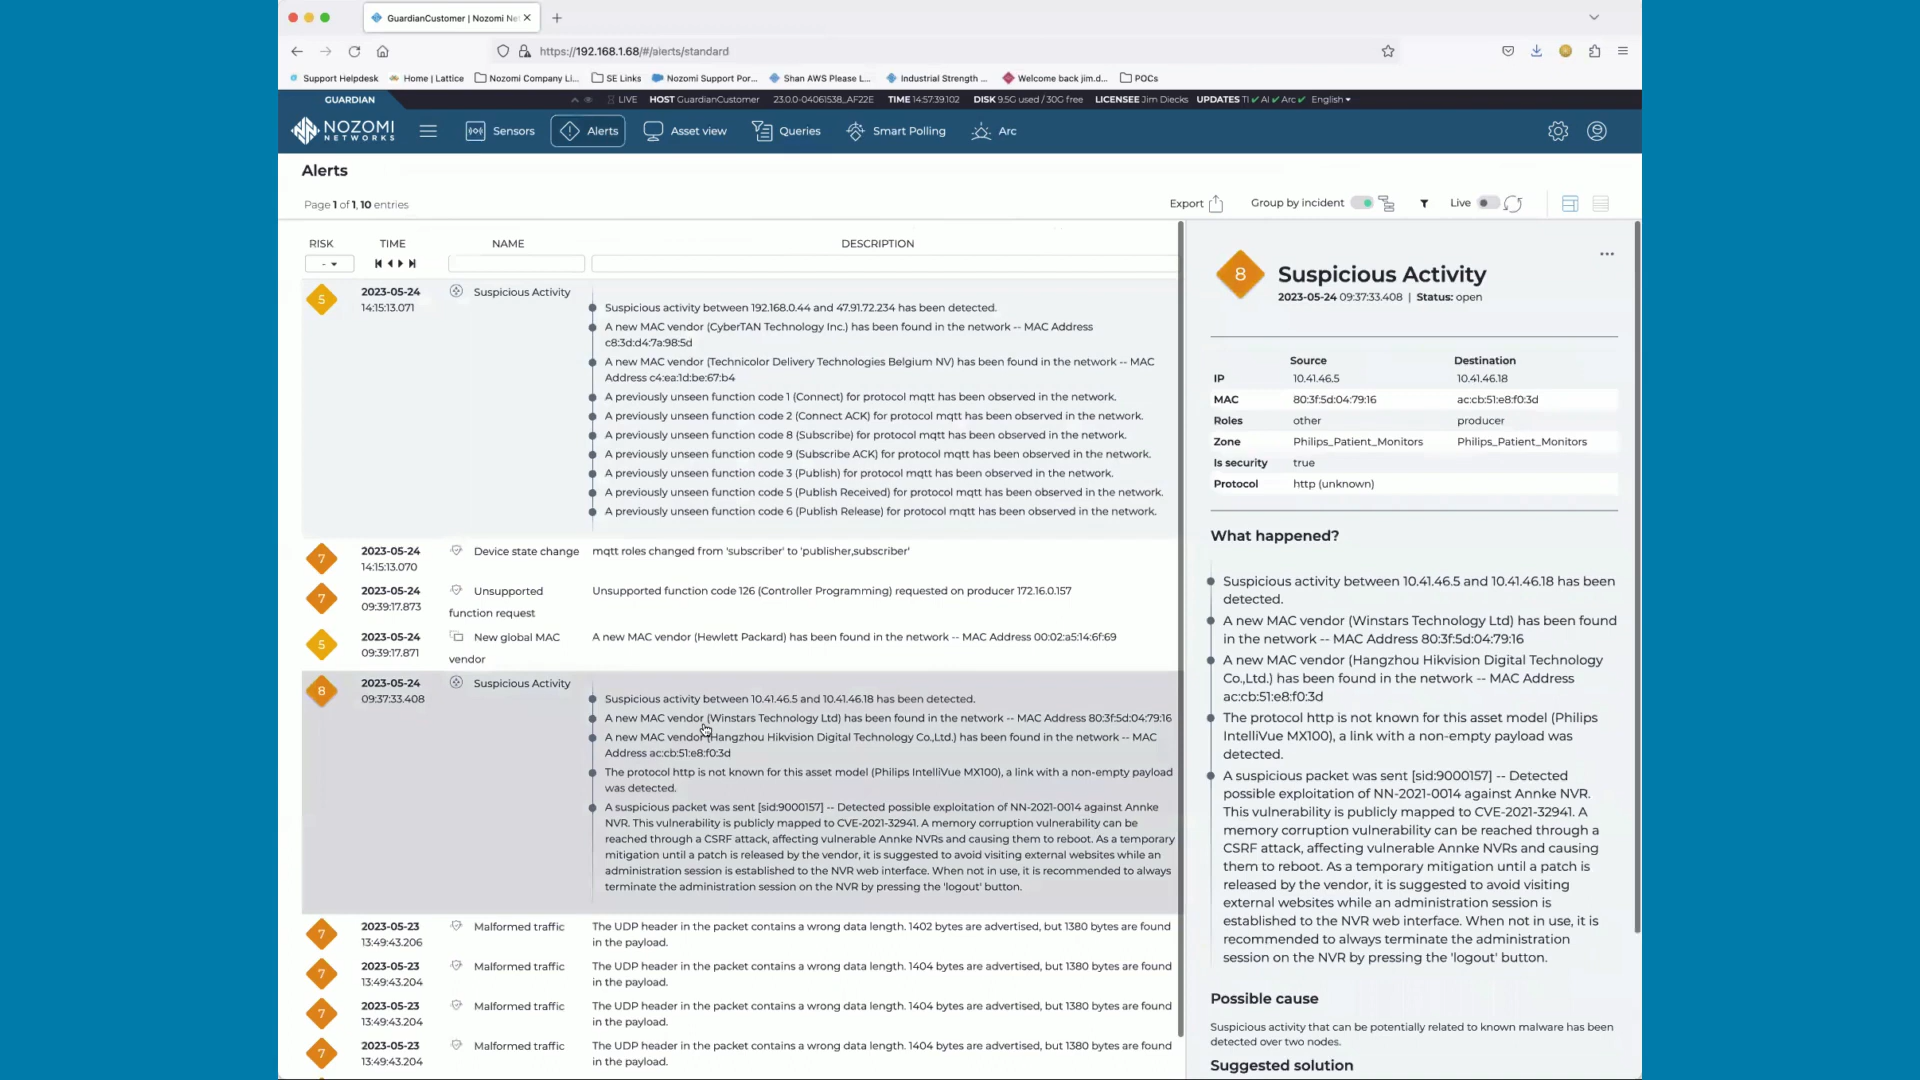 GuardianCustomer | Nozomi Ne
https://192.168.1.68/#/alerts/standard
Support Helpdesk Home | Lattice Nozomi Company Li... SE Links Nozomi Support Por... Shan AWS Please L... Industrial Strength ... Welcome back jim.d... POCs
GUARDIAN LIVE HOST GuardianCustomer 23.0.0-04061538_AF22E TIME 14:57:39.102 DISK 9.5G used / 30G free LICENSEE Jim Diecks UPDATES TI ✔ AI ✔ Arc ✔ English
NOZOMI NETWORKS Sensors Alerts Asset view Queries Smart Polling Arc
Alerts
Page 1 of 1, 10 entries
Export Group by incident Live
RISK TIME NAME DESCRIPTION
-
5 2023-05-24 14:15:13.071 Suspicious Activity
Suspicious activity between 192.168.0.44 and 47.91.72.234 has been detected.
A new MAC vendor (CyberTAN Technology Inc.) has been found in the network -- MAC Address
c8:3d:d4:7a:98:5d
A new MAC vendor (Technicolor Delivery Technologies Belgium NV) has been found in the network -- MAC
Address c4:ea:1d:be:67:b4
A previously unseen function code 1 (Connect) for protocol mqtt has been observed in the network.
A previously unseen function code 2 (Connect ACK) for protocol mqtt has been observed in the network.
A previously unseen function code 8 (Subscribe) for protocol mqtt has been observed in the network.
A previously unseen function code 9 (Subscribe ACK) for protocol mqtt has been observed in the network.
A previously unseen function code 3 (Publish) for protocol mqtt has been observed in the network.
A previously unseen function code 5 (Publish Received) for protocol mqtt has been observed in the network.
A previously unseen function code 6 (Publish Release) for protocol mqtt has been observed in the network.
7 2023-05-24 Device state change mqtt roles changed from 'subscriber' to 'publisher,subscriber'
14:15:13.070
7 2023-05-24 Unsupported Unsupported function code 126 (Controller Programming) requested on producer 172.16.0.157
09:39:17.873 function request
5 2023-05-24 New global MAC A new MAC vendor (Hewlett Packard) has been found in the network -- MAC Address 00:02:a5:14:6f:69
09:39:17.871 vendor
8 2023-05-24 Suspicious Activity
09:37:33.408
Suspicious activity between 10.41.46.5 and 10.41.46.18 has been detected.
A new MAC vendor (Winstars Technology Ltd) has been found in the network -- MAC Address 80:3f:5d:04:79:16
A new MAC vendor (Hangzhou Hikvision Digital Technology Co.,Ltd.) has been found in the network -- MAC
Address ac:cb:51:e8:f0:3d
The protocol http is not known for this asset model (Philips IntelliVue MX100), a link with a non-empty payload
was detected.
A suspicious packet was sent [sid:9000157] -- Detected possible exploitation of NN-2021-0014 against Annke
NVR. This vulnerability is publicly mapped to CVE-2021-32941. A memory corruption vulnerability can be
reached through a CSRF attack, affecting vulnerable Annke NVRs and causing them to reboot. As a temporary
mitigation until a patch is released by the vendor, it is suggested to avoid visiting external websites while an
administration session is established to the NVR web interface. When not in use, it is recommended to always
terminate the administration session on the NVR by pressing the 'logout' button.
7 2023-05-23 Malformed traffic The UDP header in the packet contains a wrong data length. 1402 bytes are advertised, but 1380 bytes are found
13:49:43.206 in the payload.
7 2023-05-23 Malformed traffic The UDP header in the packet contains a wrong data length. 1404 bytes are advertised, but 1380 bytes are found
13:49:43.204 in the payload.
7 2023-05-23 Malformed traffic The UDP header in the packet contains a wrong data length. 1404 bytes are advertised, but 1380 bytes are found
13:49:43.204 in the payload.
7 2023-05-23 Malformed traffic The UDP header in the packet contains a wrong data length. 1404 bytes are advertised, but 1380 bytes are found
13:49:43.204 in the payload.
8 Suspicious Activity
2023-05-24 09:37:33.408 | Status: open
Source Destination
IP 10.41.46.5 10.41.46.18
MAC 80:3f:5d:04:79:16 ac:cb:51:e8:f0:3d
Roles other producer
Zone Philips_Patient_Monitors Philips_Patient_Monitors
Is security true
Protocol http (unknown)
What happened?
Suspicious activity between 10.41.46.5 and 10.41.46.18 has been
detected.
A new MAC vendor (Winstars Technology Ltd) has been found
in the network -- MAC Address 80:3f:5d:04:79:16
A new MAC vendor (Hangzhou Hikvision Digital Technology
Co.,Ltd.) has been found in the network -- MAC Address
ac:cb:51:e8:f0:3d
The protocol http is not known for this asset model (Philips
IntelliVue MX100), a link with a non-empty payload was
detected.
A suspicious packet was sent [sid:9000157] -- Detected
possible exploitation of NN-2021-0014 against Annke NVR.
This vulnerability is publicly mapped to CVE-2021-32941. A
memory corruption vulnerability can be reached through a
CSRF attack, affecting vulnerable Annke NVRs and causing
them to reboot. As a temporary mitigation until a patch is
released by the vendor, it is suggested to avoid visiting
external websites while an administration session is
established to the NVR web interface. When not in use, it is
recommended to always terminate the administration
session on the NVR by pressing the 'logout' button.
Possible cause
Suspicious activity that can be potentially related to known malware has been
detected over two nodes.
Suggested solution